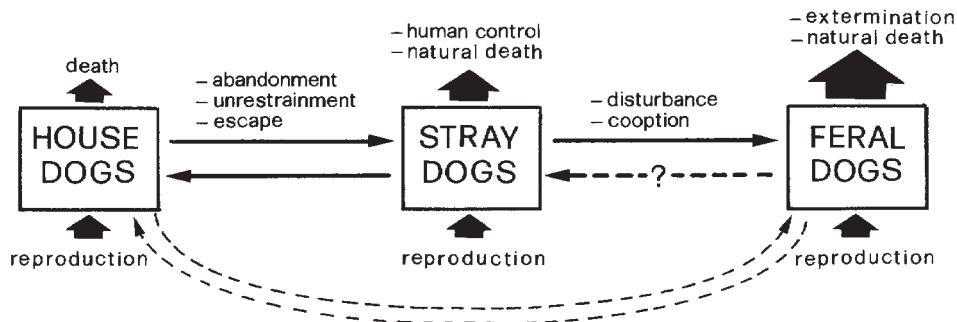 death
HOUSE
DOGS
reproduction
– abandonment
– unrestrainment
– escape
– human control
– natural death
STRAY
DOGS
reproduction
– disturbance
– cooption
?
– extermination
– natural death
FERAL
DOGS
reproduction